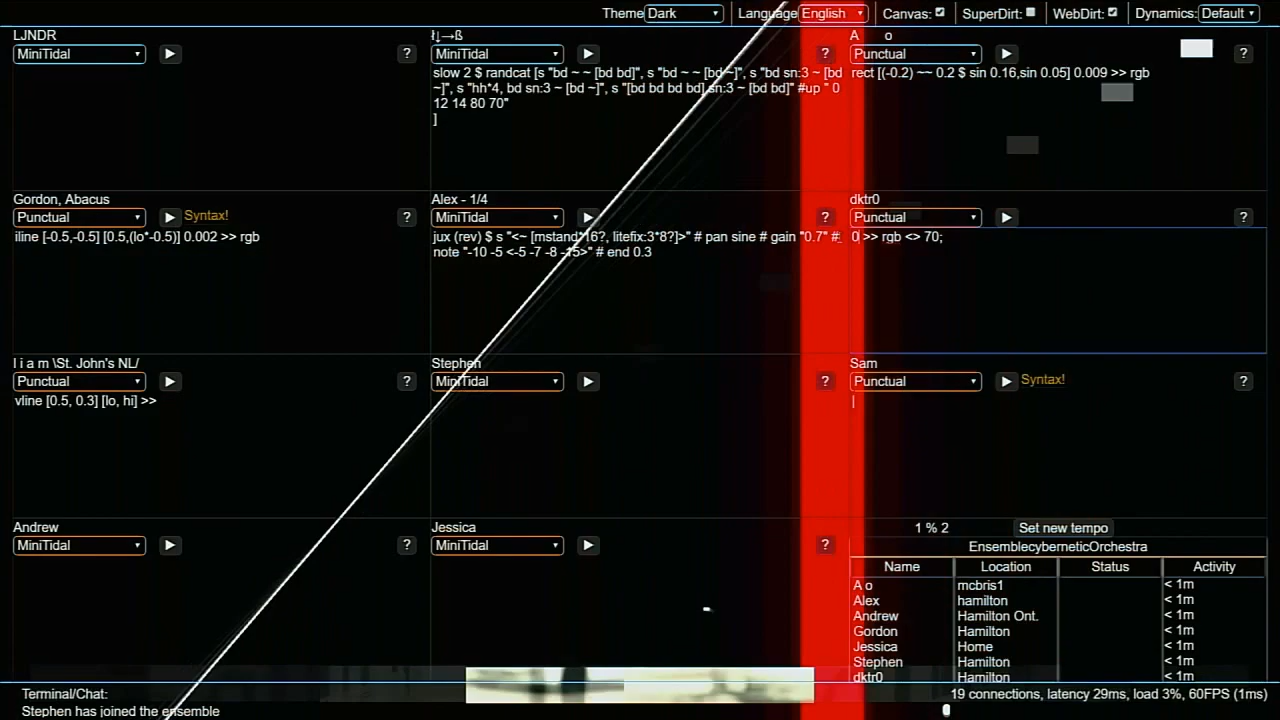 Theme Dark Language English Canvas: SuperDirt: WebDirt: Dynamics: Default
LJNDR
MiniTidal ?
ł¡→ß
MiniTidal ?
slow 2 $ randcat [s "bd ~ ~ [bd bd]", s "bd ~ ~ [bd ~]", s "bd sn:3 ~ [bd
~]", s "hh*4, bd sn:3 ~ [bd ~]", s "[bd bd bd bd] sn:3 ~ [bd bd]" #up " 0
12 14 80 70"
]
A o
Punctual ?
rect [(-0.2) ~~ 0.2 $ sin 0.16,sin 0.05] 0.009 >> rgb
Gordon, Abacus
Punctual Syntax! ?
iline [-0.5,-0.5] [0.5,(lo*-0.5)] 0.002 >> rgb
Alex - 1/4
MiniTidal ?
jux (rev) $ s "<~ [mstand*16?, litefix:3*8?]>" # pan sine # gain "0.7" #
note "-10 -5 <-5 -7 -8 -15>" # end 0.3
dktr0
Punctual ?
0 >> rgb <> 70;
l i a m \St. John's NL/
Punctual ?
vline [0.5, 0.3] [lo, hi] >>
Stephen
MiniTidal ?
Sam
Punctual Syntax! ?
Andrew
MiniTidal ?
Jessica
MiniTidal ?
1 % 2 Set new tempo
EnsemblecyberneticOrchestra
Name Location Status Activity
A o mcbris1 < 1m
Alex hamilton < 1m
Andrew Hamilton Ont. < 1m
Gordon Hamilton < 1m
Jessica Home < 1m
Stephen Hamilton < 1m
dktr0 Hamilton < 1m
Terminal/Chat:
19 connections, latency 29ms, load 3%, 60FPS (1ms)
Stephen has joined the ensemble